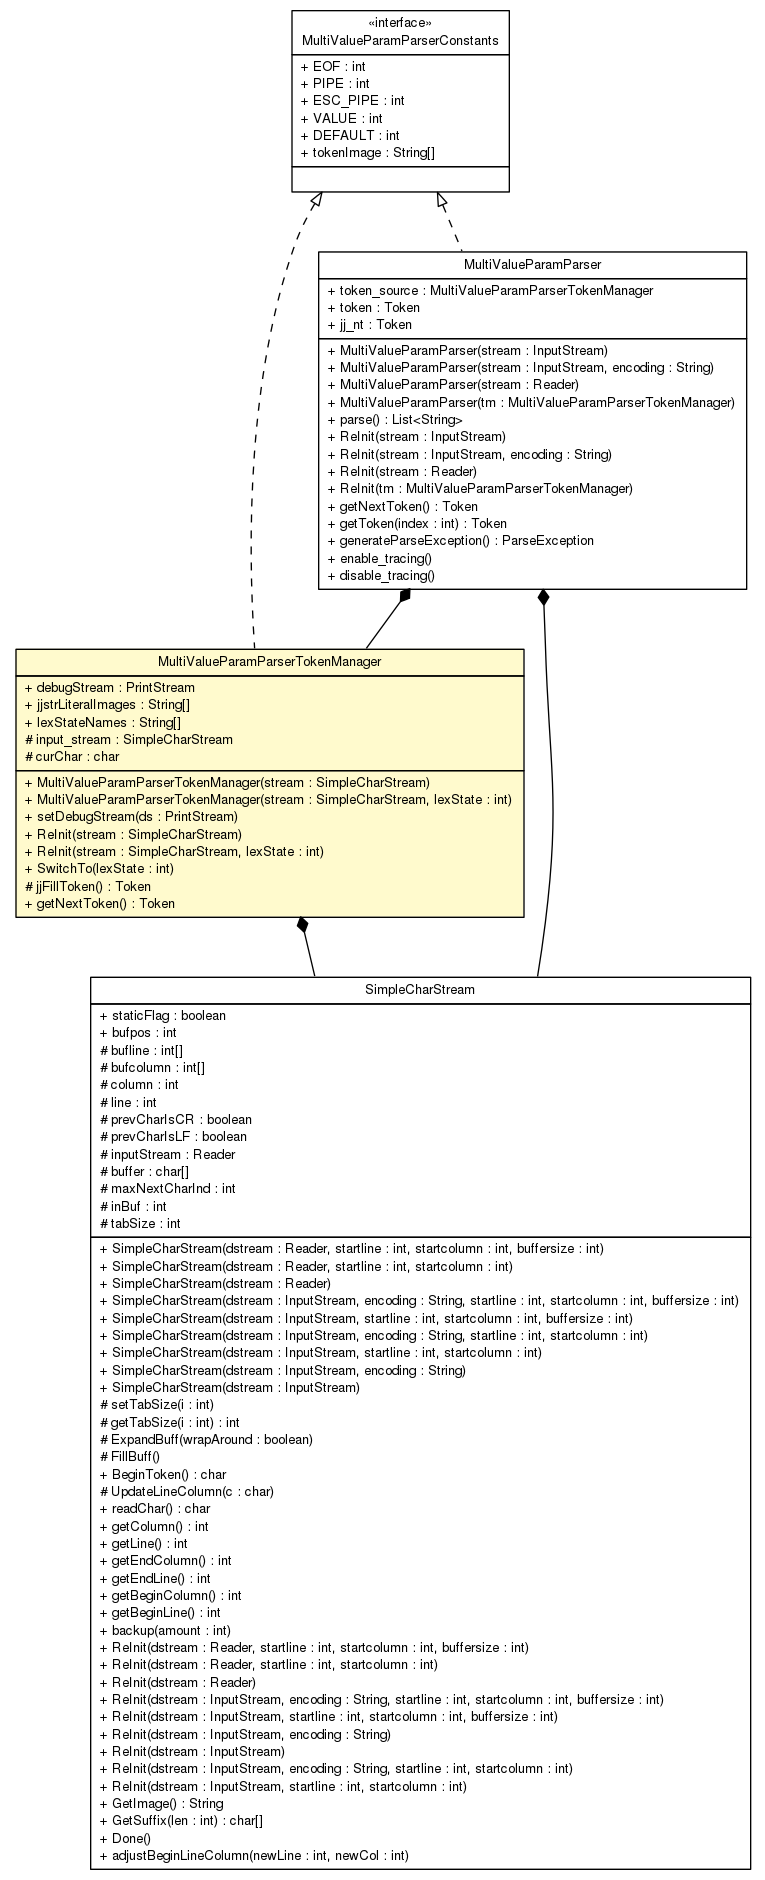 «interface»
MultiValueParamParserConstants
+ EOF : int
+ PIPE : int
+ ESC_PIPE : int
+ VALUE : int
+ DEFAULT : int
+ tokenImage : String[]
MultiValueParamParser
+ token_source : MultiValueParamParserTokenManager
+ token : Token
+ jj_nt : Token
+ MultiValueParamParser(stream : InputStream)
+ MultiValueParamParser(stream : InputStream, encoding : String)
+ MultiValueParamParser(stream : Reader)
+ MultiValueParamParser(tm : MultiValueParamParserTokenManager)
+ parse() : List<String>
+ ReInit(stream : InputStream)
+ ReInit(stream : InputStream, encoding : String)
+ ReInit(stream : Reader)
+ ReInit(tm : MultiValueParamParserTokenManager)
+ getNextToken() : Token
+ getToken(index : int) : Token
+ generateParseException() : ParseException
+ enable_tracing()
+ disable_tracing()
MultiValueParamParserTokenManager
+ debugStream : PrintStream
+ jjstrLiteralImages : String[]
+ lexStateNames : String[]
# input_stream : SimpleCharStream
# curChar : char
+ MultiValueParamParserTokenManager(stream : SimpleCharStream)
+ MultiValueParamParserTokenManager(stream : SimpleCharStream, lexState : int)
+ setDebugStream(ds : PrintStream)
+ ReInit(stream : SimpleCharStream)
+ ReInit(stream : SimpleCharStream, lexState : int)
+ SwitchTo(lexState : int)
# jjFillToken() : Token
+ getNextToken() : Token
SimpleCharStream
+ staticFlag : boolean
+ bufpos : int
# bufline : int[]
# bufcolumn : int[]
# column : int
# line : int
# prevCharIsCR : boolean
# prevCharIsLF : boolean
# inputStream : Reader
# buffer : char[]
# maxNextCharInd : int
# inBuf : int
# tabSize : int
+ SimpleCharStream(dstream : Reader, startline : int, startcolumn : int, buffersize : int)
+ SimpleCharStream(dstream : Reader, startline : int, startcolumn : int)
+ SimpleCharStream(dstream : Reader)
+ SimpleCharStream(dstream : InputStream, encoding : String, startline : int, startcolumn : int, buffersize : int)
+ SimpleCharStream(dstream : InputStream, startline : int, startcolumn : int, buffersize : int)
+ SimpleCharStream(dstream : InputStream, encoding : String, startline : int, startcolumn : int)
+ SimpleCharStream(dstream : InputStream, startline : int, startcolumn : int)
+ SimpleCharStream(dstream : InputStream, encoding : String)
+ SimpleCharStream(dstream : InputStream)
# setTabSize(i : int)
# getTabSize(i : int) : int
# ExpandBuff(wrapAround : boolean)
# FillBuff()
+ BeginToken() : char
# UpdateLineColumn(c : char)
+ readChar() : char
+ getColumn() : int
+ getLine() : int
+ getEndColumn() : int
+ getEndLine() : int
+ getBeginColumn() : int
+ getBeginLine() : int
+ backup(amount : int)
+ ReInit(dstream : Reader, startline : int, startcolumn : int, buffersize : int)
+ ReInit(dstream : Reader, startline : int, startcolumn : int)
+ ReInit(dstream : Reader)
+ ReInit(dstream : InputStream, encoding : String, startline : int, startcolumn : int, buffersize : int)
+ ReInit(dstream : InputStream, startline : int, startcolumn : int, buffersize : int)
+ ReInit(dstream : InputStream, encoding : String)
+ ReInit(dstream : InputStream)
+ ReInit(dstream : InputStream, encoding : String, startline : int, startcolumn : int)
+ ReInit(dstream : InputStream, startline : int, startcolumn : int)
+ GetImage() : String
+ GetSuffix(len : int) : char[]
+ Done()
+ adjustBeginLineColumn(newLine : int, newCol : int)